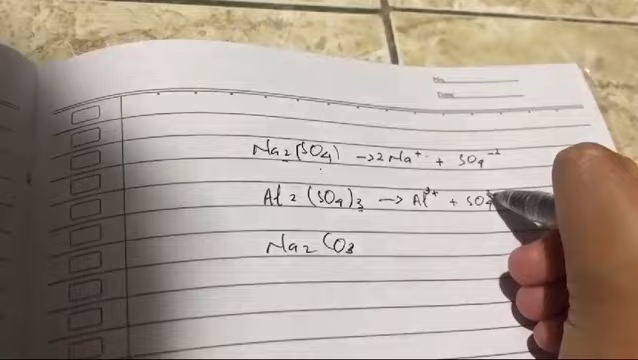 No
Date
Na₂(SO₄) → 2Na⁺ + SO₄⁻²
Al₂(SO₄)₃ → Al³⁺ + SO₄
Na₂CO₃